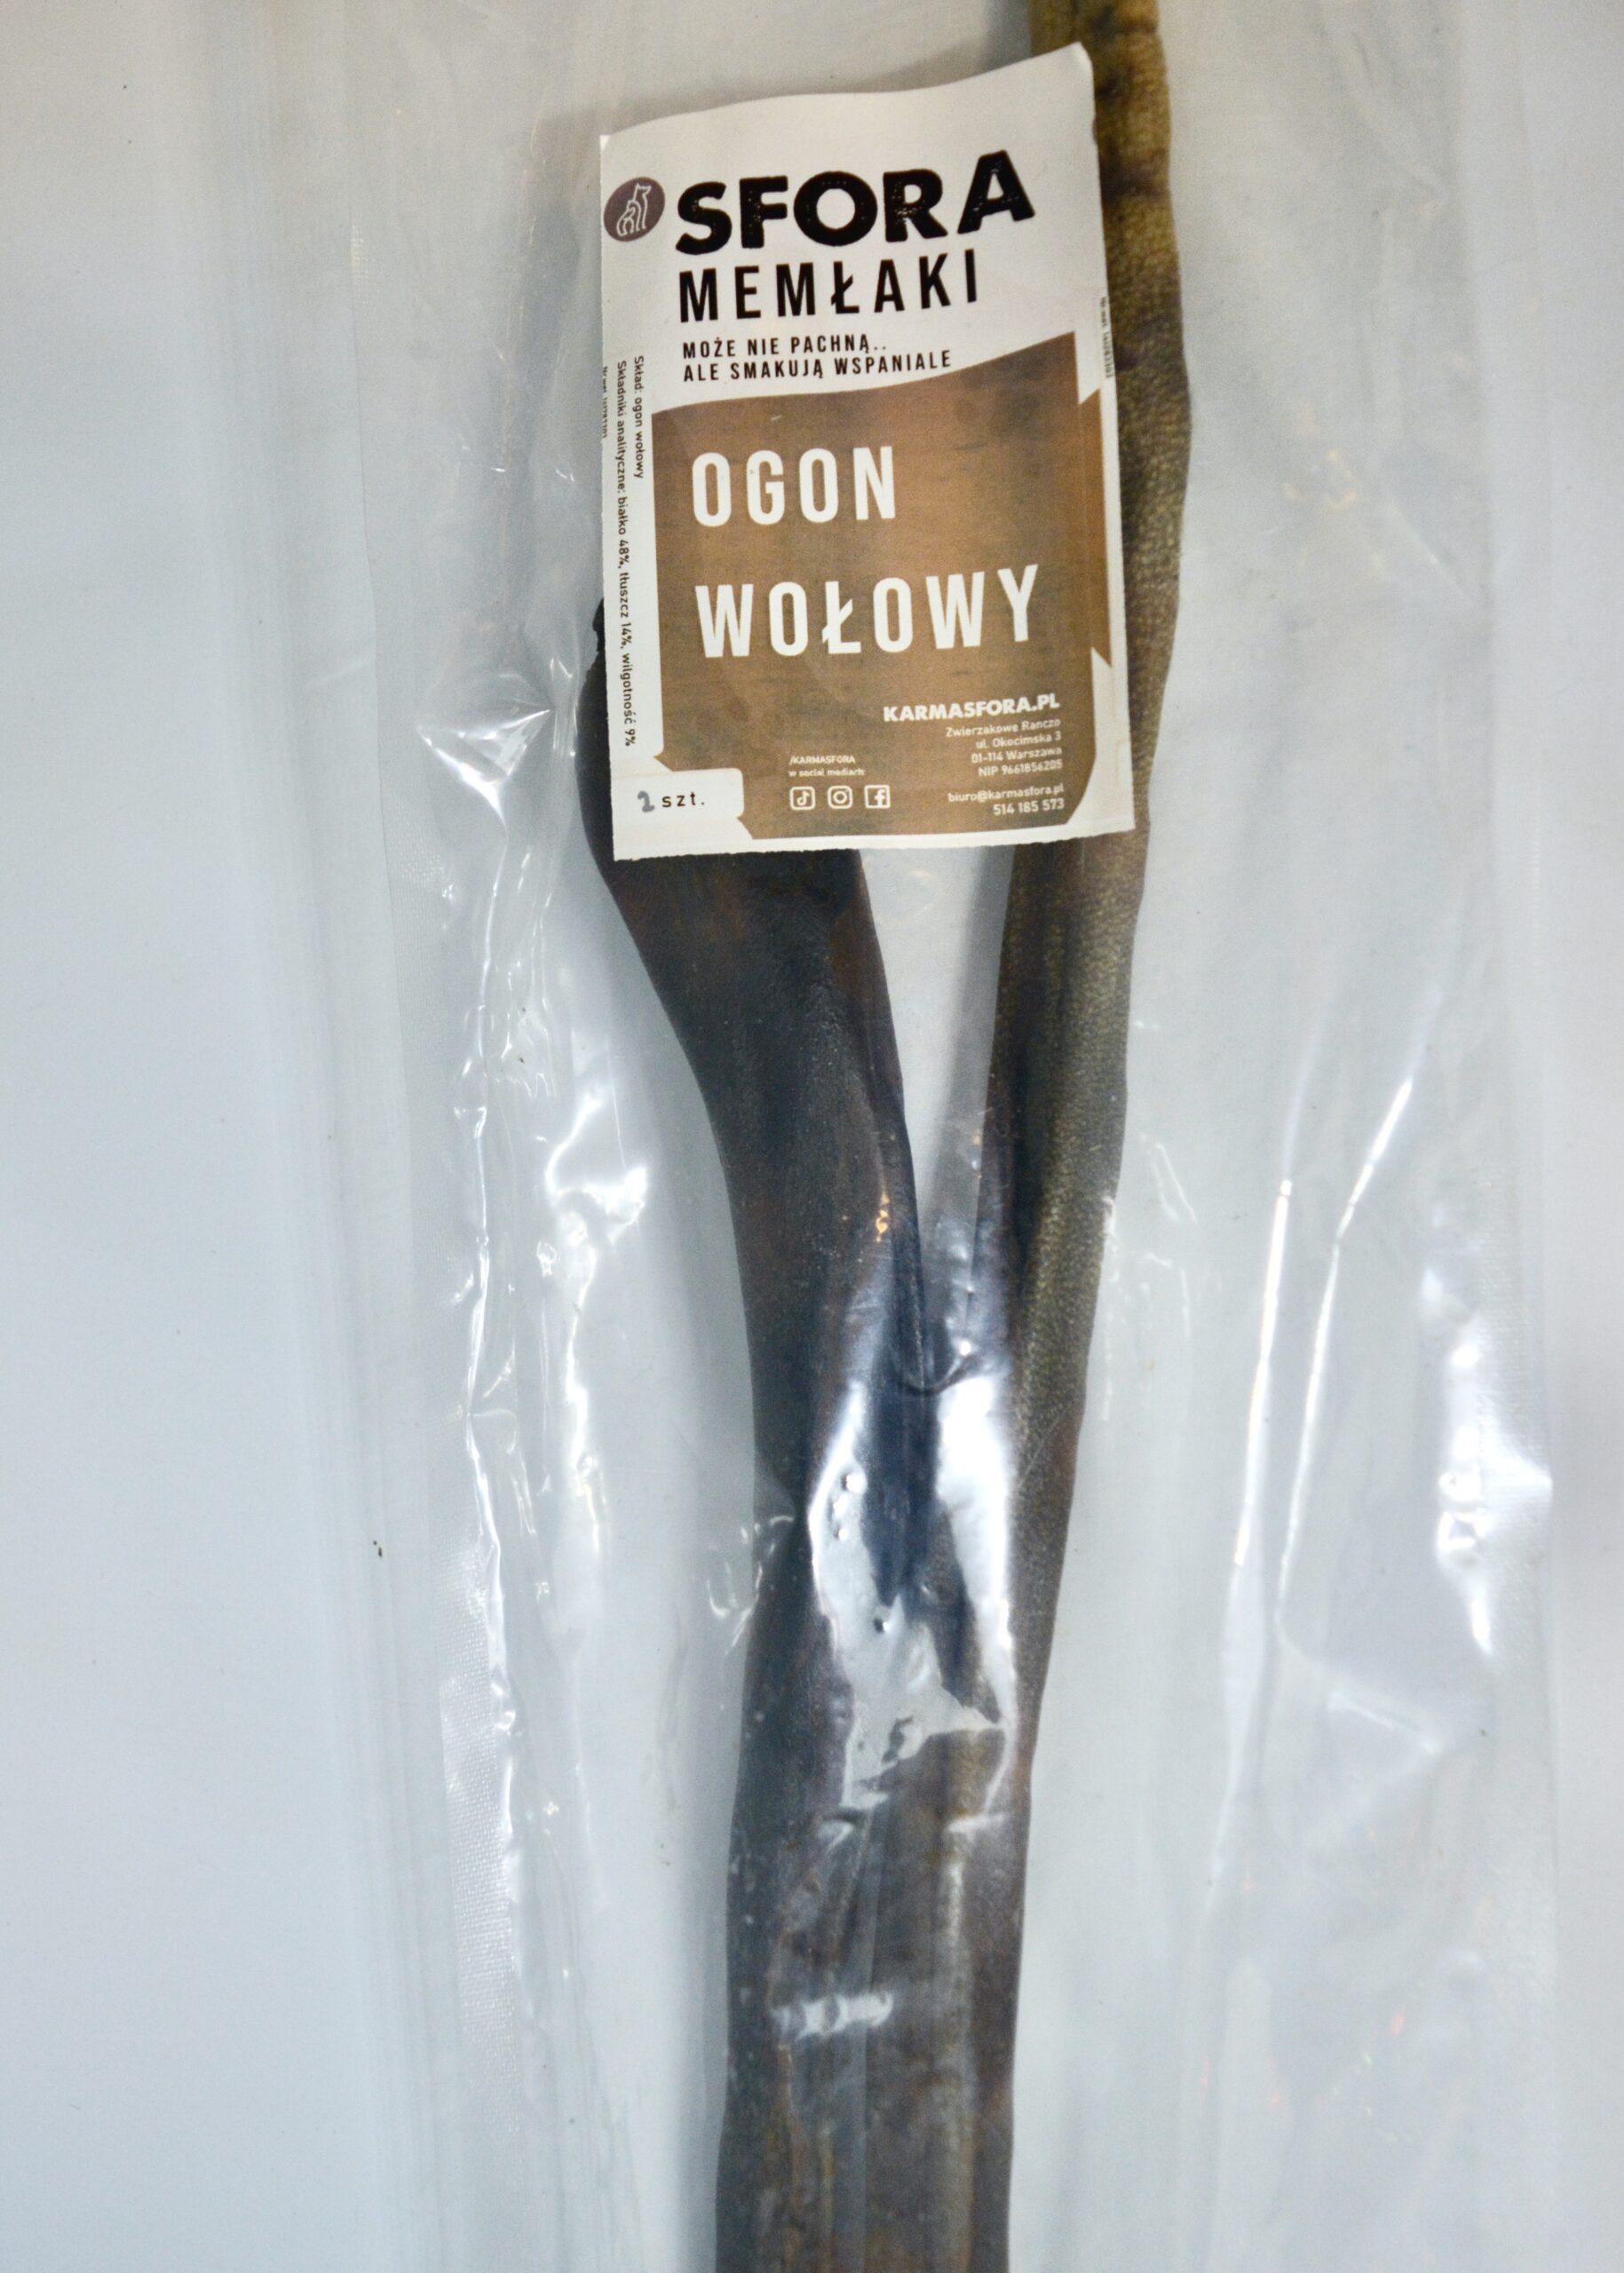 SFORA
MEMŁAKI
MOŻE NIE PACHNĄ..
ALE SMAKUJĄ WSPANIALE
Skład: ogon wołowy
Składniki analityczne: białko 48%, tłuszcz 14%, wilgotność 9%
OGON
WOŁOWY
KARMASFORA.PL
Zwierzakowe Ranczo
ul. Okocimska 3
01-114 Warszawa
NIP 9661856205
biuro@karmasfora.pl
514 185 573
/KARMASFORA
w social mediach:
2 szt.